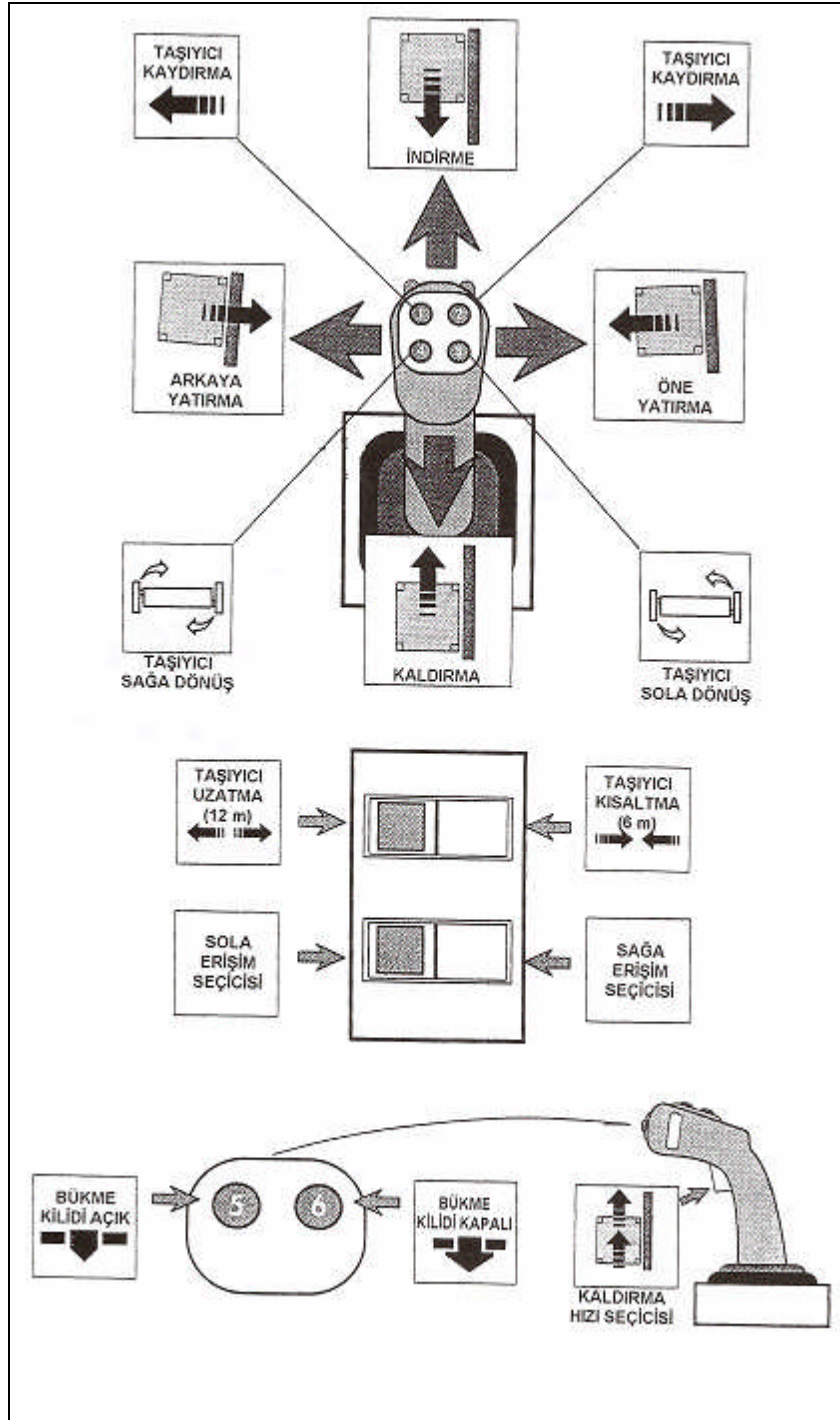 TAŞIYICI
KAYDIRMA
İNDİRME
TAŞIYICI
KAYDIRMA
1
2
4
3
ARKAYA
YATIRMA
ÖNE
YATIRMA
TAŞIYICI
SAĞA DÖNÜŞ
KALDIRMA
TAŞIYICI
SOLA DÖNÜŞ
TAŞIYICI
UZATMA
(12 m)
TAŞIYICI
KISALTMA
(6 m)
SOLA
ERİŞİM
SEÇİCİSİ
SAĞA
ERİŞİM
SEÇİCİSİ
BÜKME
KİLİDİ AÇIK
5
6
BÜKME
KİLİDİ KAPALI
KALDIRMA
HIZI SEÇİCİSİ